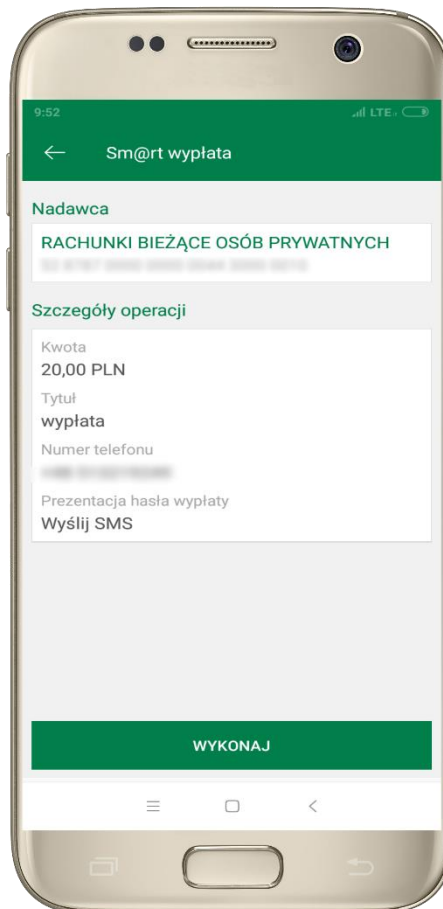 9:52
LTE
Sm@rt wypłata
Nadawca
RACHUNKI BIEŻĄCE OSÓB PRYWATNYCH
Szczegóły operacji
Kwota
20,00 PLN
Tytuł
wypłata
Numer telefonu
Prezentacja hasła wypłaty
Wyślij SMS
WYKONAJ